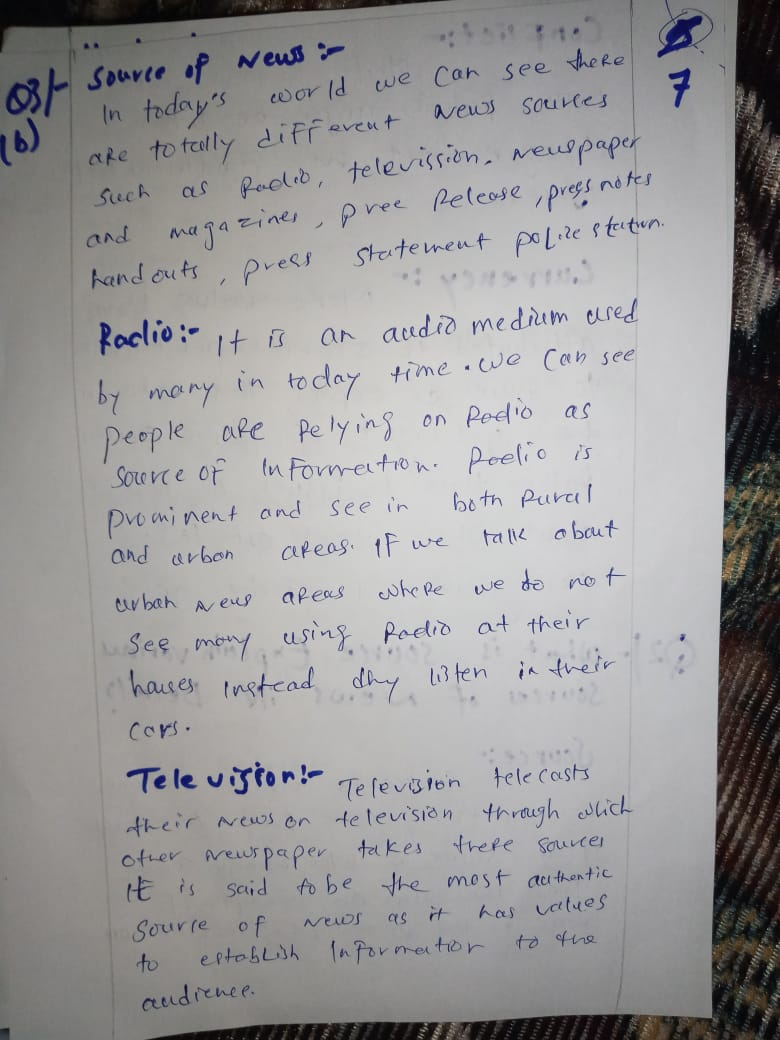 Q3/- Source of News :-
(b) In today's world we can see there
are totally different News sources
such as Radio, televission, Newspaper
and magazines, pree Release, press notes
handouts, press statement police station.
Radio:- It is an audio medium used
by many in today time. We can see
people are Relying on Radio as
Source of Information. Radio is
prominent and see in both Rural
and urban areas. If we talk about
urban News areas where we do not
See many using Radio at their
houses instead they listen in their
Cars.
Television:- Television telecasts
their News on television through which
other newspaper takes there sources
It is said to be the most authentic
Source of News as it has values
to establish Information to the
audience.
7